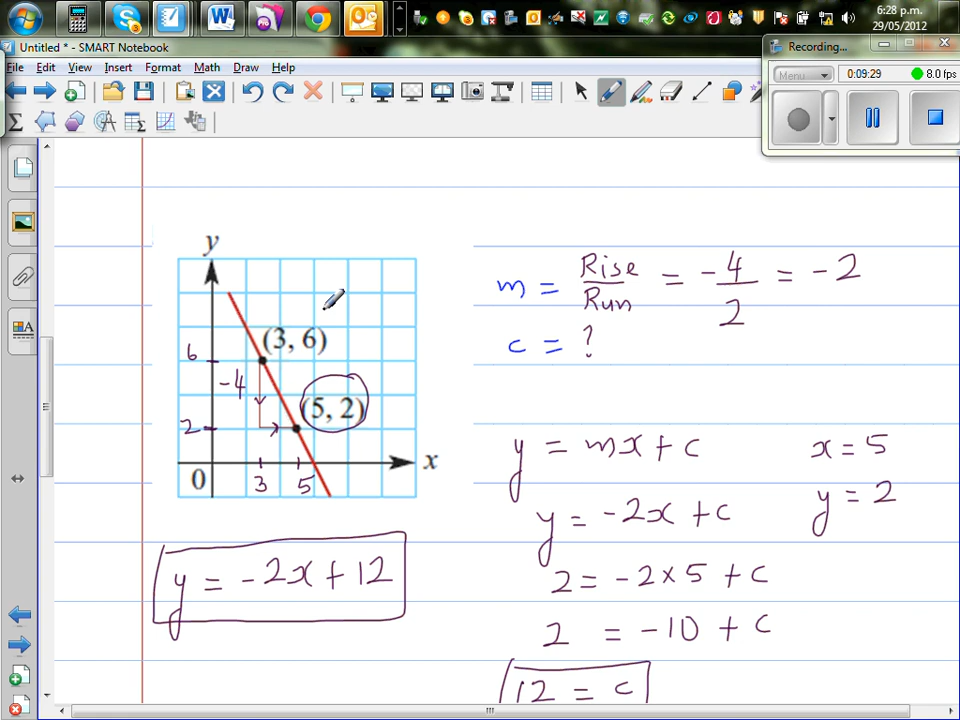 6:28 p.m.
29/05/2012
Untitled * - SMART Notebook
File Edit View Insert Format Math Draw Help
Recording...
Menu
0:09:29
8.0 fps
y
6
(3, 6)
-4
(5, 2)
2
0
3
5
x
y = -2x + 12
m = Rise/Run = -4/2 = -2
c = ?
y = mx + c
x = 5
y = -2x + c
y = 2
2 = -2 × 5 + c
2 = -10 + c
12 = c